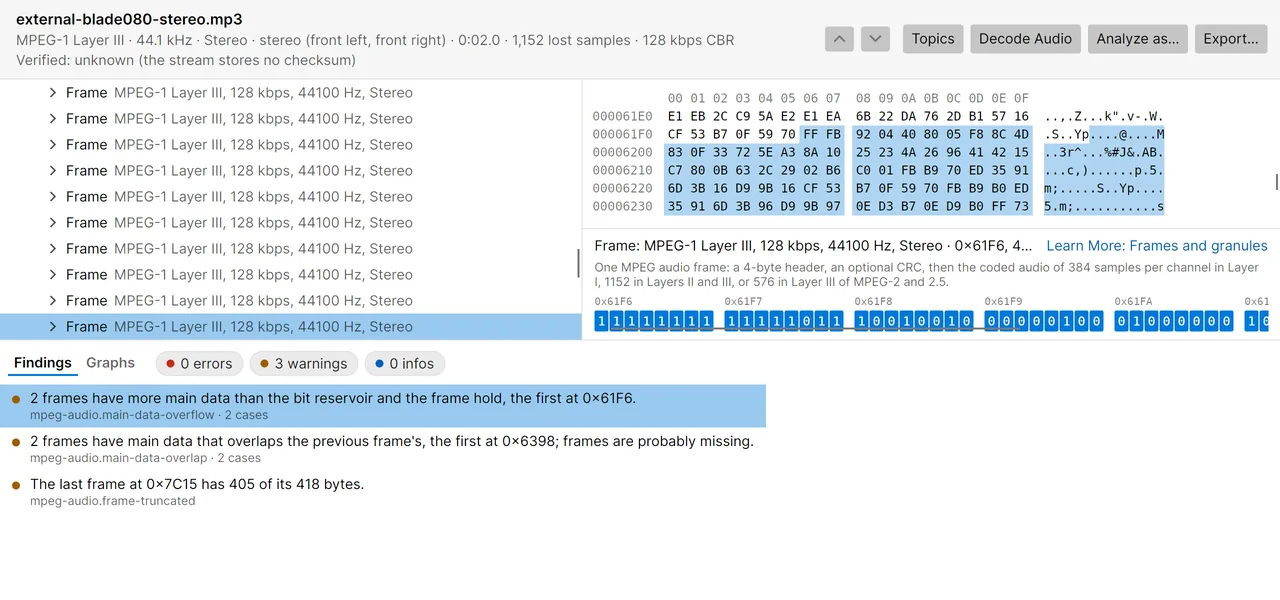 external-blade080-stereo.mp3
MPEG-1 Layer III · 44.1 kHz · Stereo · stereo (front left, front right) · 0:02.0 · 1,152 lost samples · 128 kbps CBR
Verified: unknown (the stream stores no checksum)
Topics
Decode Audio
Analyze as...
Export...
Frame MPEG-1 Layer III, 128 kbps, 44100 Hz, Stereo
Frame MPEG-1 Layer III, 128 kbps, 44100 Hz, Stereo
Frame MPEG-1 Layer III, 128 kbps, 44100 Hz, Stereo
Frame MPEG-1 Layer III, 128 kbps, 44100 Hz, Stereo
Frame MPEG-1 Layer III, 128 kbps, 44100 Hz, Stereo
Frame MPEG-1 Layer III, 128 kbps, 44100 Hz, Stereo
Frame MPEG-1 Layer III, 128 kbps, 44100 Hz, Stereo
Frame MPEG-1 Layer III, 128 kbps, 44100 Hz, Stereo
Frame MPEG-1 Layer III, 128 kbps, 44100 Hz, Stereo
Frame MPEG-1 Layer III, 128 kbps, 44100 Hz, Stereo
00 01 02 03 04 05 06 07 08 09 0A 0B 0C 0D 0E 0F
000061E0 E1 EB 2C C9 5A E2 E1 EA 6B 22 DA 76 2D B1 57 16 ..,.Z...k".v-.W.
000061F0 CF 53 B7 0F 59 70 FF FB 92 04 40 80 05 F8 8C 4D .S..Yp....@....M
00006200 83 0F 33 72 5E A3 8A 10 25 23 4A 26 96 41 42 15 ..3r^...%#J&.AB.
00006210 C7 80 0B 63 2C 29 02 B6 C0 01 FB B9 70 ED 35 91 ...c,)......p.5.
00006220 6D 3B 16 D9 9B 16 CF 53 B7 0F 59 70 FB B9 B0 ED m;.....S..Yp....
00006230 35 91 6D 3B 96 D9 9B 97 0E D3 B7 0E D9 B0 FF 73 5.m;...........s
Frame: MPEG-1 Layer III, 128 kbps, 44100 Hz, Stereo · 0×61F6, 4... Learn More: Frames and granules
One MPEG audio frame: a 4-byte header, an optional CRC, then the coded audio of 384 samples per channel in Layer
I, 1152 in Layers II and III, or 576 in Layer III of MPEG-2 and 2.5.
0x61F6 0x61F7 0x61F8 0x61F9 0x61FA 0x61
11111111 11111011 10010010 00000100 01000000 10
Findings
Graphs
0 errors
3 warnings
0 infos
2 frames have more main data than the bit reservoir and the frame hold, the first at 0×61F6.
mpeg-audio.main-data-overflow · 2 cases
2 frames have main data that overlaps the previous frame's, the first at 0×6398; frames are probably missing.
mpeg-audio.main-data-overlap · 2 cases
The last frame at 0×7C15 has 405 of its 418 bytes.
mpeg-audio.frame-truncated